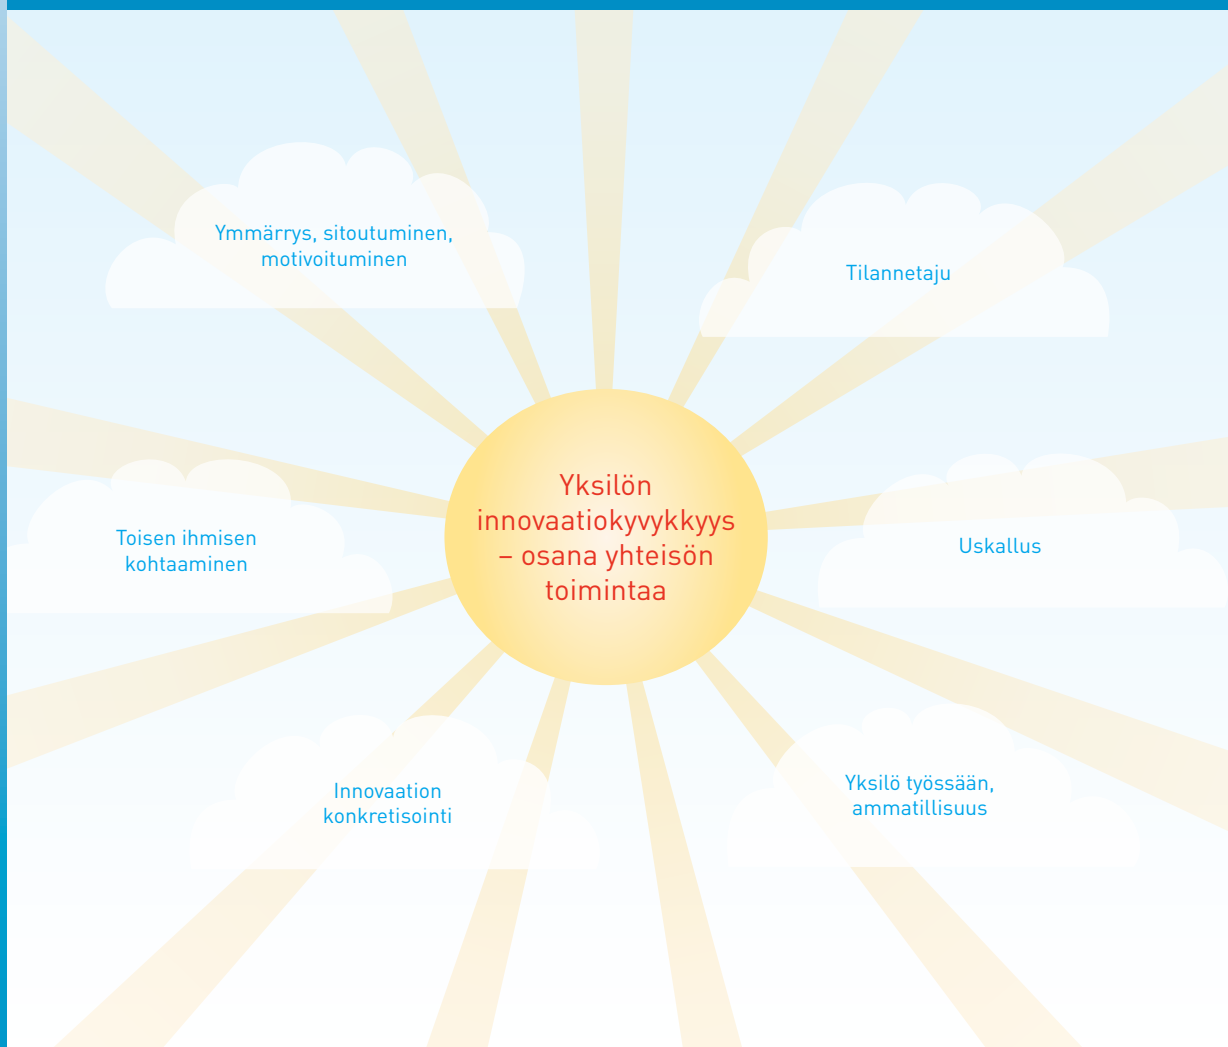 Ymmärrys, sitoutuminen,
motivoituminen
Tilannetaju
Yksilön
innovaatiokyvykkyys
– osana yhteisön
toimintaa
Toisen ihmisen
kohtaaminen
Uskallus
Innovaation
konkretisointi
Yksilö työssään,
ammatillisuus